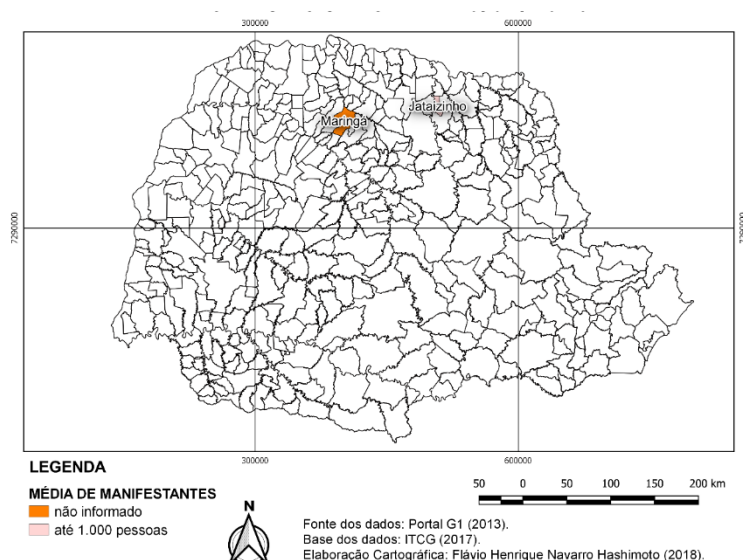 300000 600000
Maringá
Jataizinho
7290000
300000 600000
LEGENDA
MÉDIA DE MANIFESTANTES
não informado
até 1.000 pessoas
N
50 0 50 100 150 200 km
Fonte dos dados: Portal G1 (2013).
Base dos dados: ITCG (2017).
Elaboração Cartográfica: Flávio Henrique Navarro Hashimoto (2018).